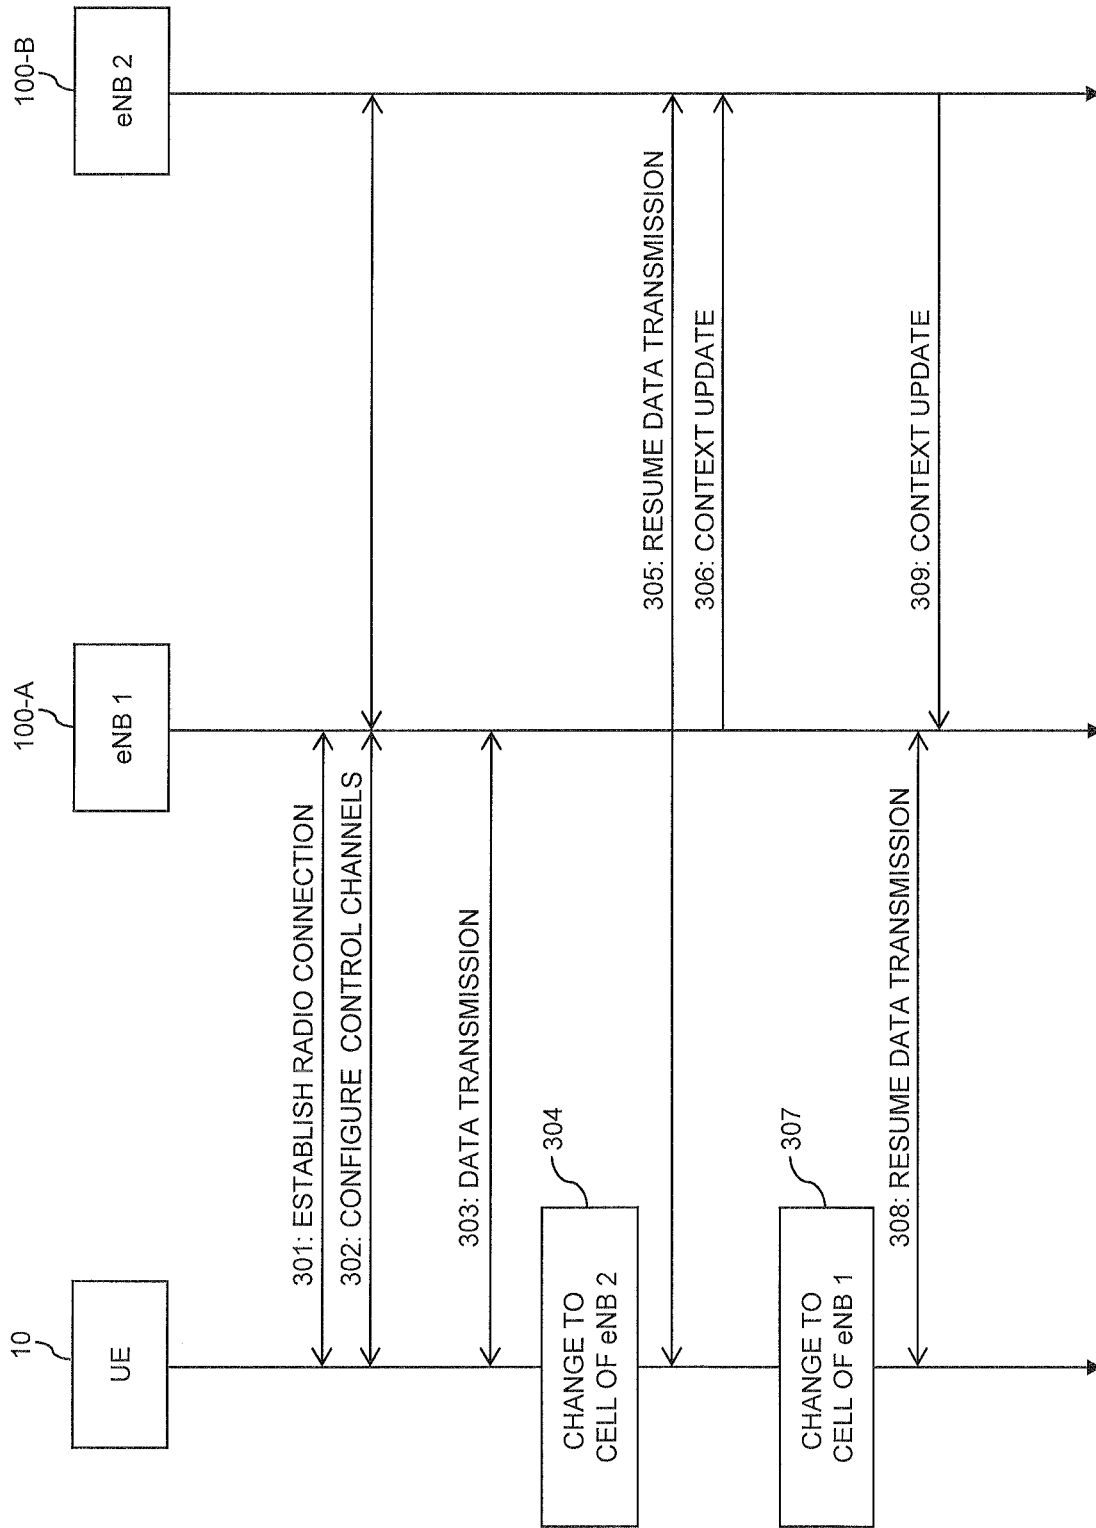 10
100-A
100-B
UE
eNB 1
eNB 2
301: ESTABLISH RADIO CONNECTION
302: CONFIGURE CONTROL CHANNELS
303: DATA TRANSMISSION
304
CHANGE TO
CELL OF eNB 2
305: RESUME DATA TRANSMISSION
306: CONTEXT UPDATE
307
CHANGE TO
CELL OF eNB 1
308: RESUME DATA TRANSMISSION
309: CONTEXT UPDATE